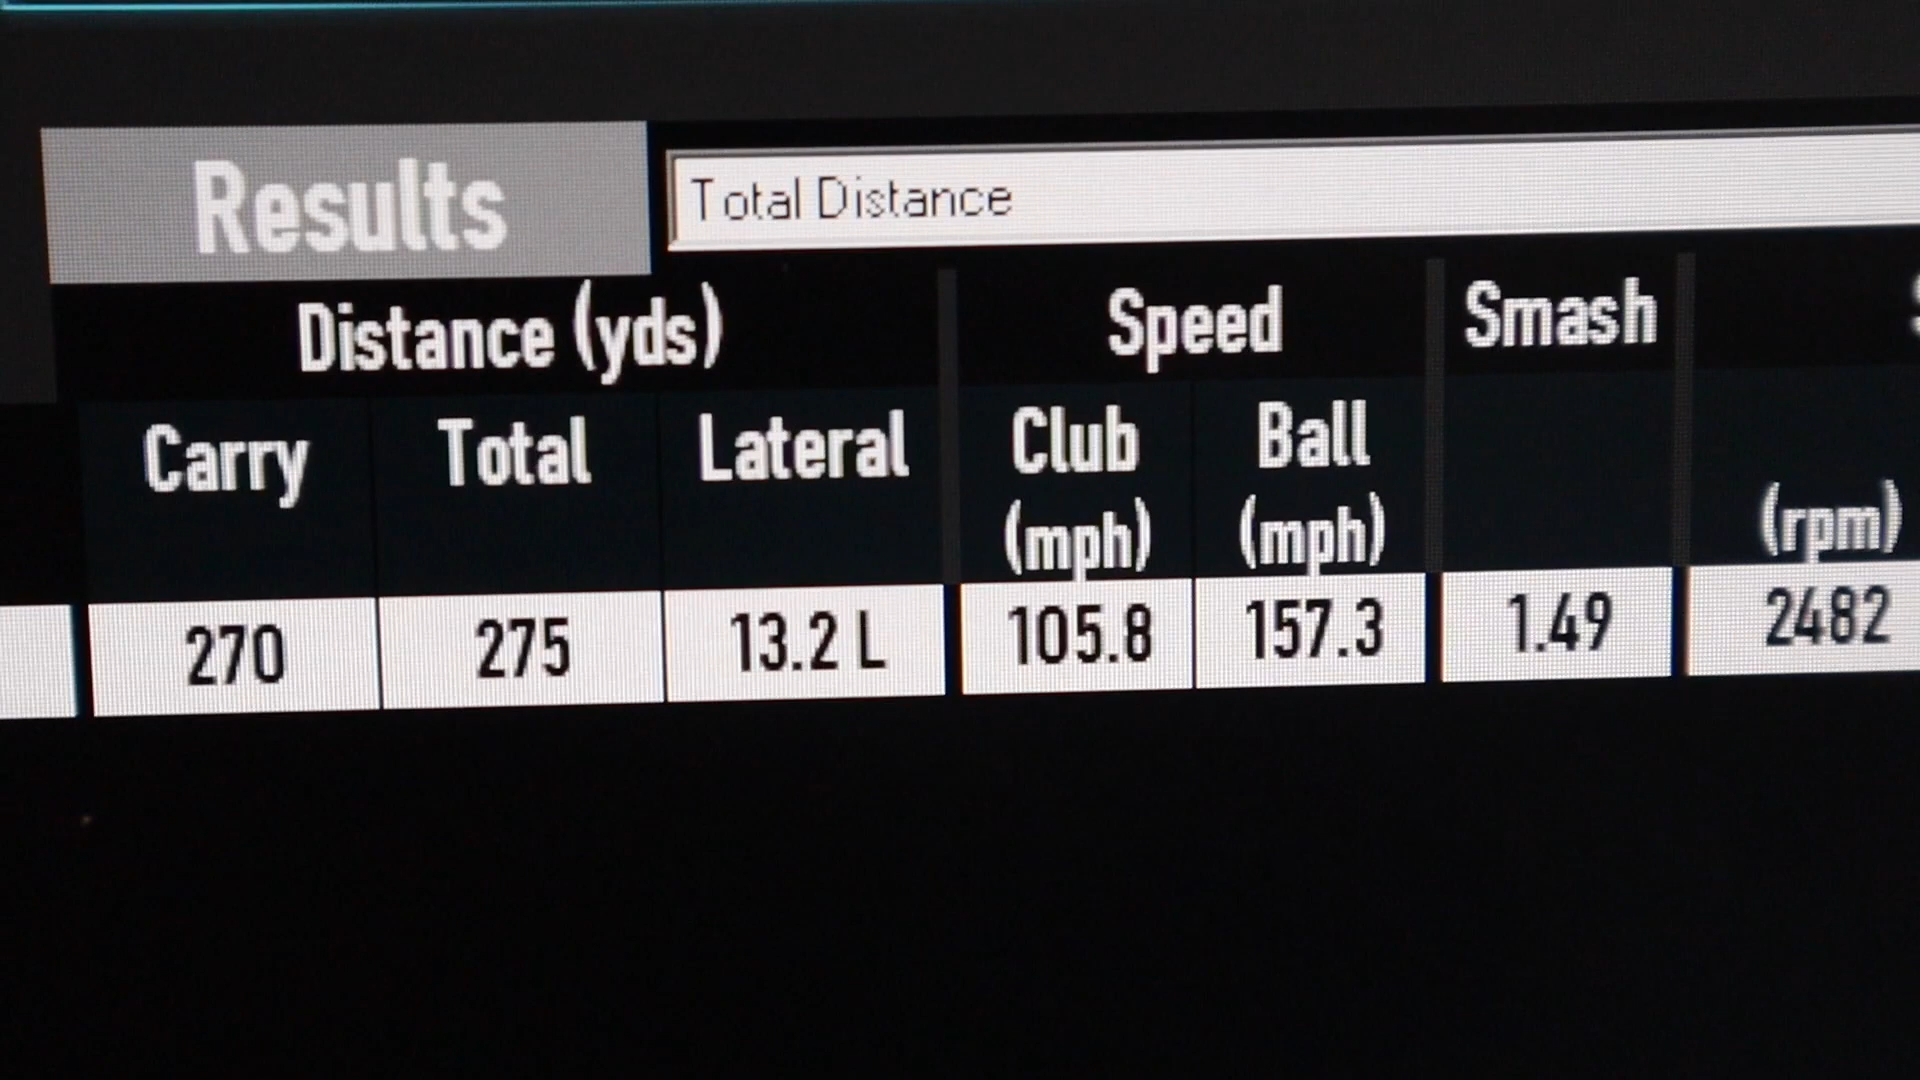 Results
Total Distance
Distance (yds) Speed Smash
Carry Total Lateral Club Ball
(mph) (mph) (rpm)
270 275 13.2 L 105.8 157.3 1.49 2482